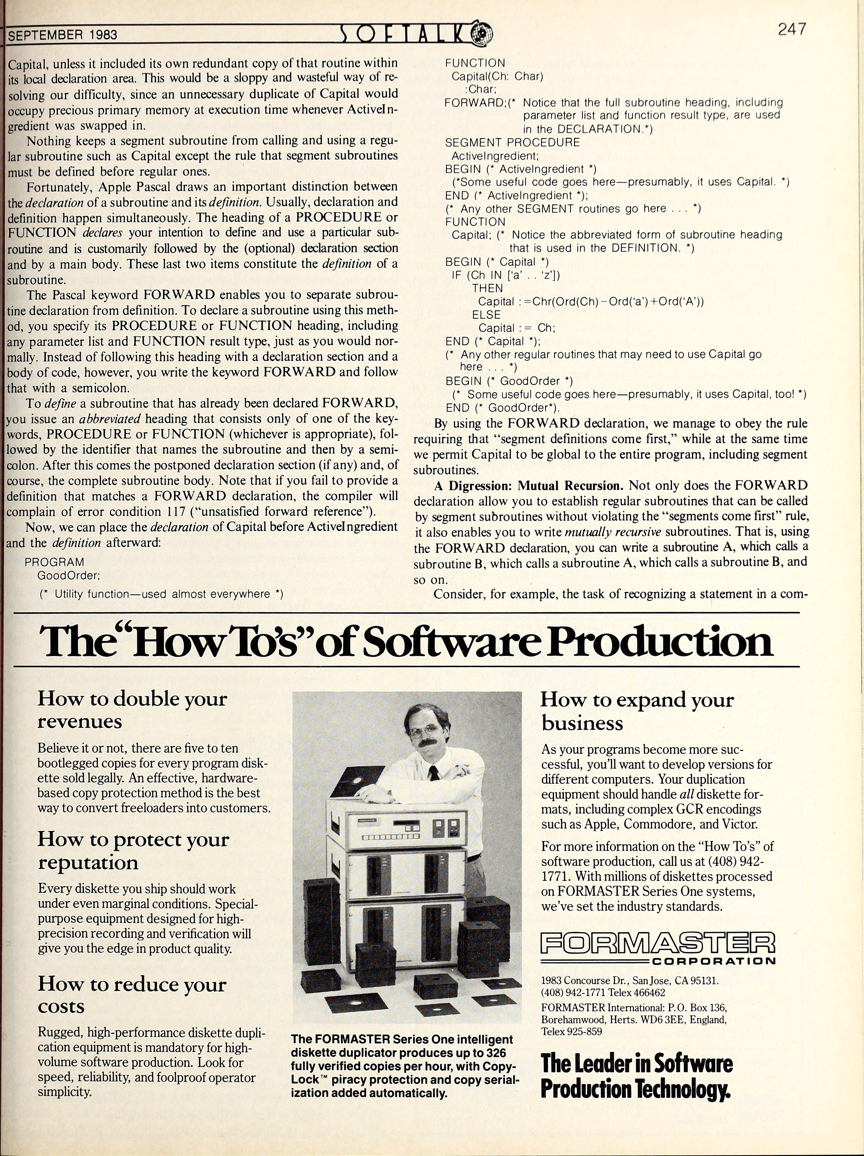 SEPTEMBER 1983
SOFTALK
247
Capital, unless it included its own redundant copy of that routine within
its local declaration area. This would be a sloppy and wasteful way of re-
solving our difficulty, since an unnecessary duplicate of Capital would
occupy precious primary memory at execution time whenever ActiveIn-
gredient was swapped in.
Nothing keeps a segment subroutine from calling and using a regu-
lar subroutine such as Capital except the rule that segment subroutines
must be defined before regular ones.
Fortunately, Apple Pascal draws an important distinction between
the declaration of a subroutine and its definition. Usually, declaration and
definition happen simultaneously. The heading of a PROCEDURE or
FUNCTION declares your intention to define and use a particular sub-
routine and is customarily followed by the (optional) declaration section
and by a main body. These last two items constitute the definition of a
subroutine.
The Pascal keyword FORWARD enables you to separate subrou-
tine declaration from definition. To declare a subroutine using this meth-
od, you specify its PROCEDURE or FUNCTION heading, including
any parameter list and FUNCTION result type, just as you would nor-
mally. Instead of following this heading with a declaration section and a
body of code, however, you write the keyword FORWARD and follow
that with a semicolon.
To define a subroutine that has already been declared FORWARD,
you issue an abbreviated heading that consists only of one of the key-
words, PROCEDURE or FUNCTION (whichever is appropriate), fol-
lowed by the identifier that names the subroutine and then by a semi-
colon. After this comes the postponed declaration section (if any) and, of
course, the complete subroutine body. Note that if you fail to provide a
definition that matches a FORWARD declaration, the compiler will
complain of error condition 117 ("unsatisfied forward reference").
Now, we can place the declaration of Capital before ActiveIngredient
and the definition afterward:
PROGRAM
GoodOrder;
(* Utility function—used almost everywhere *)
FUNCTION
Capital(Ch: Char)
:Char;
FORWARD;(* Notice that the full subroutine heading, including
parameter list and function result type, are used
in the DECLARATION.*)
SEGMENT PROCEDURE
ActiveIngredient;
BEGIN (* ActiveIngredient *)
(*Some useful code goes here—presumably, it uses Capital. *)
END (* ActiveIngredient *);
(* Any other SEGMENT routines go here . . . *)
FUNCTION
Capital; (* Notice the abbreviated form of subroutine heading
that is used in the DEFINITION. *)
BEGIN (* Capital *)
IF (Ch IN ['a' . . 'z'])
THEN
Capital :=Chr(Ord(Ch)-Ord('a')+Ord('A'))
ELSE
Capital := Ch;
END (* Capital *);
(* Any other regular routines that may need to use Capital go
here . . . *)
BEGIN (* GoodOrder *)
(* Some useful code goes here—presumably, it uses Capital, too! *)
END (* GoodOrder*).
By using the FORWARD declaration, we manage to obey the rule
requiring that "segment definitions come first," while at the same time
we permit Capital to be global to the entire program, including segment
subroutines.
A Digression: Mutual Recursion. Not only does the FORWARD
declaration allow you to establish regular subroutines that can be called
by segment subroutines without violating the "segments come first" rule,
it also enables you to write mutually recursive subroutines. That is, using
the FORWARD declaration, you can write a subroutine A, which calls a
subroutine B, which calls a subroutine A, which calls a subroutine B, and
so on.
Consider, for example, the task of recognizing a statement in a com-
The "How To's" of Software Production
How to double your
revenues
Believe it or not, there are five to ten
bootlegged copies for every program disk-
ette sold legally. An effective, hardware-
based copy protection method is the best
way to convert freeloaders into customers.
How to protect your
reputation
Every diskette you ship should work
under even marginal conditions. Special-
purpose equipment designed for high-
precision recording and verification will
give you the edge in product quality.
How to reduce your
costs
Rugged, high-performance diskette dupli-
cation equipment is mandatory for high-
volume software production. Look for
speed, reliability, and foolproof operator
simplicity.
The FORMASTER Series One intelligent
diskette duplicator produces up to 326
fully verified copies per hour, with Copy-
Lock™ piracy protection and copy serial-
ization added automatically.
How to expand your
business
As your programs become more suc-
cessful, you'll want to develop versions for
different computers. Your duplication
equipment should handle all diskette for-
mats, including complex GCR encodings
such as Apple, Commodore, and Victor.
For more information on the "How To's" of
software production, call us at (408) 942-
1771. With millions of diskettes processed
on FORMASTER Series One systems,
we've set the industry standards.
FORMASTER
CORPORATION
1983 Concourse Dr., San Jose, CA 95131.
(408) 942-1771 Telex 466462
FORMASTER International: P.O. Box 136,
Borehamwood, Herts. WD6 3EE, England,
Telex 925-859
The Leader in Software
Production Technology.